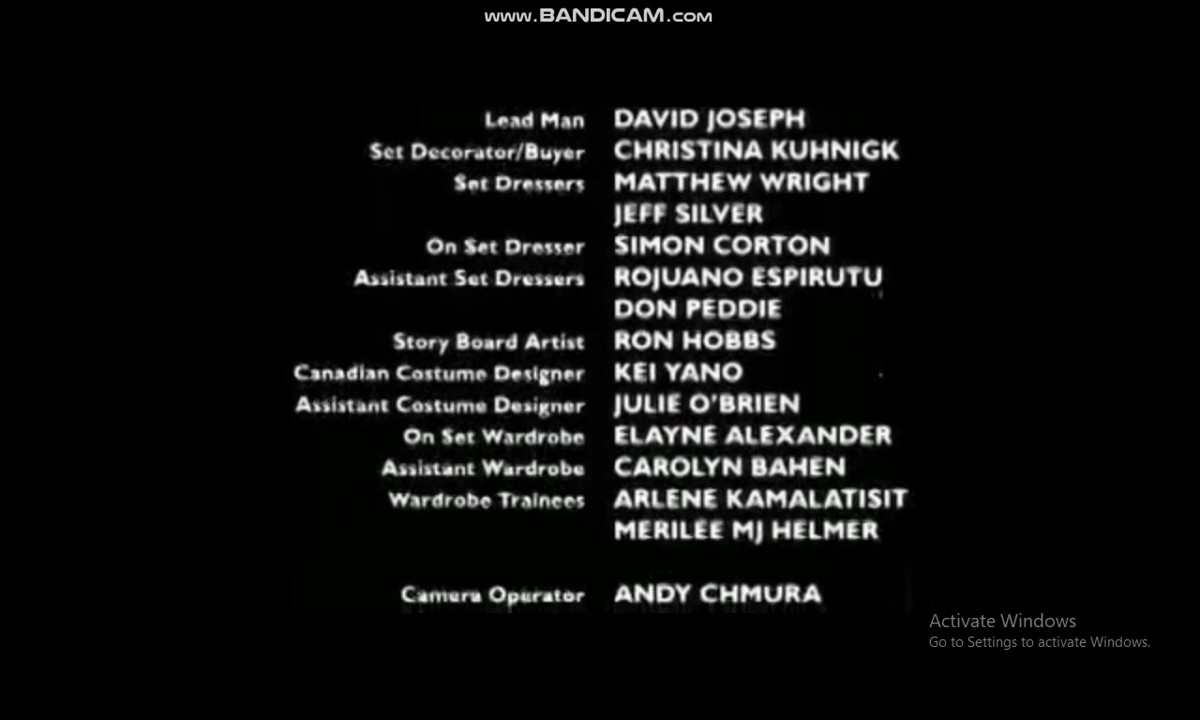 www.BANDICAM.com
Lead Man DAVID JOSEPH
Set Decorator/Buyer CHRISTINA KUHNIGK
Set Dressers MATTHEW WRIGHT
JEFF SILVER
On Set Dresser SIMON CORTON
Assistant Set Dressers ROJUANO ESPIRUTU
DON PEDDIE
Story Board Artist RON HOBBS
Canadian Costume Designer KEI YANO
Assistant Costume Designer JULIE O'BRIEN
On Set Wardrobe ELAYNE ALEXANDER
Assistant Wardrobe CAROLYN BAHEN
Wardrobe Trainees ARLENE KAMALATISIT
MERILEE MJ HELMER
Camera Operator ANDY CHMURA
Activate Windows
Go to Settings to activate Windows.